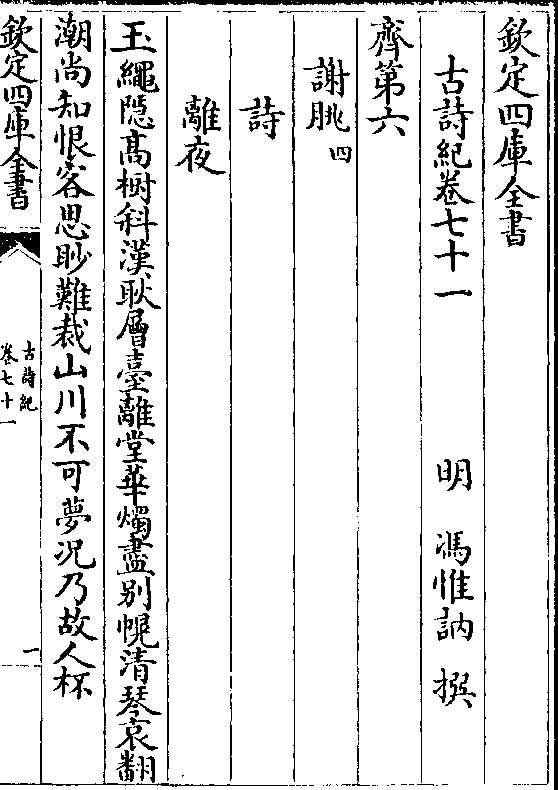 欽定四庫全書
古詩紀卷七十一 明 馮惟訥 撰
齊第六
謝朓 四
詩
離夜
玉繩隠髙樹斜漢耿層臺離堂華燭盡别幌清琴哀翻
潮尚知恨客思眇難裁山川不可夢況乃故人杯
欽定四庫全書
古詩紀
卷七十一
一